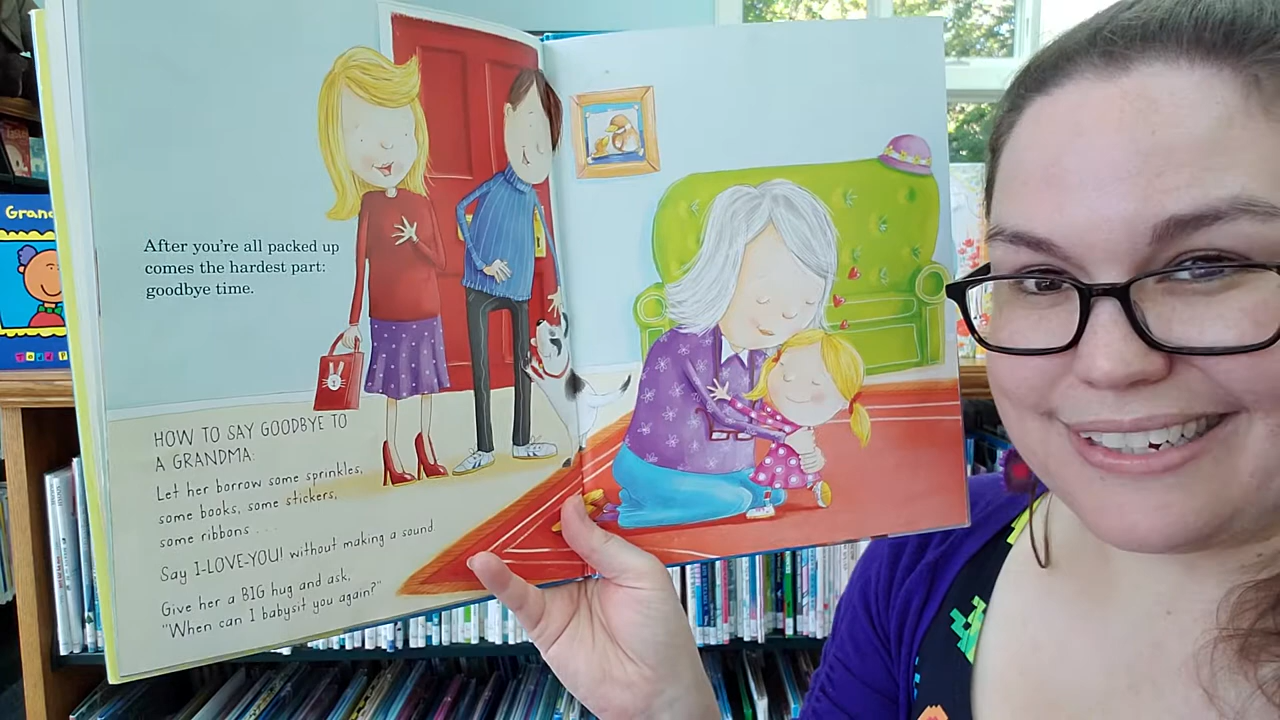 After you're all packed up
comes the hardest part:
goodbye time.
HOW TO SAY GOODBYE TO
A GRANDMA:
Let her borrow some sprinkles,
some books, some stickers,
some ribbons . . .
Say I-LOVE-YOU! without making a sound
Give her a BIG hug and ask,
"When can I babysit you again?"
Gran
Todd P